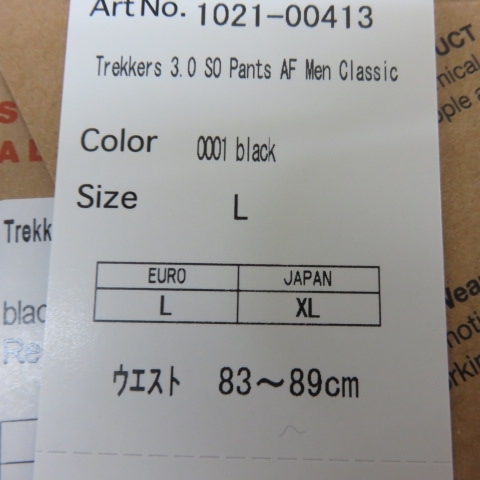 Art No. 1021-00413
Trekkers 3.0 SO Pants AF Men Classic
Color 0001 black
Size L
EURO JAPAN
L XL
ウエスト 83～89cm
Trekk
blac
Re